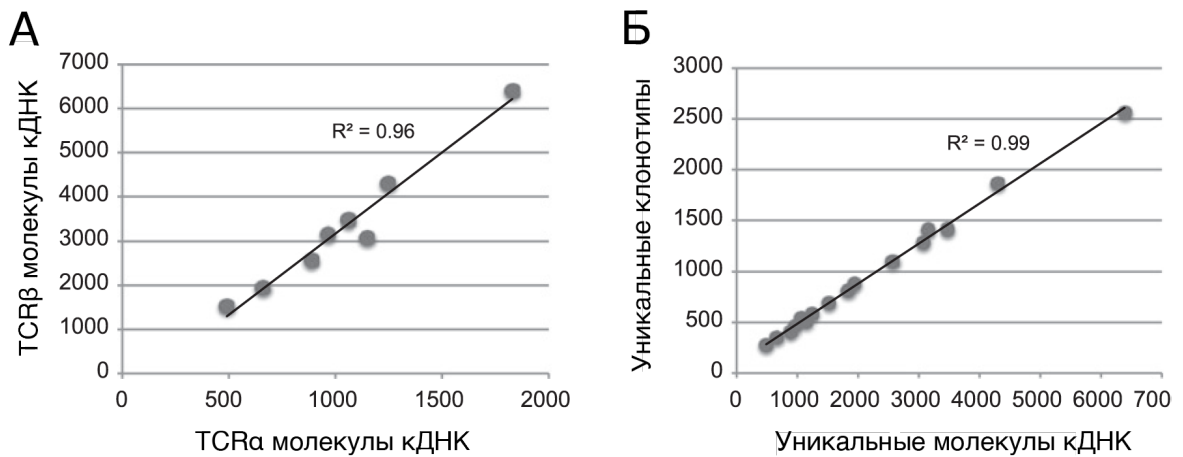 А
7000
6000
5000
4000
3000
2000
1000
0
TCRβ молекулы кДНК
R² = 0.96
0 500 1000 1500 2000
TCRα молекулы кДНК
Б
3000
2500
2000
1500
1000
500
0
Уникальные клонотипы
R² = 0.99
0 1000 2000 3000 4000 5000 6000 700
Уникальные молекулы кДНК